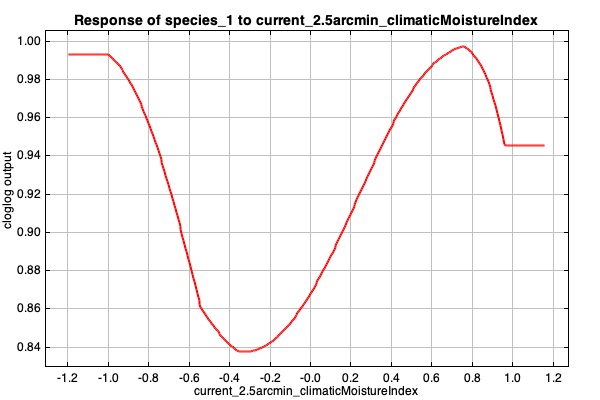 Response of species_1 to current_2.5arcmin_climaticMoistureIndex
cloglog output
1.00
0.98
0.96
0.94
0.92
0.90
0.88
0.86
0.84
-1.2 -1.0 -0.8 -0.6 -0.4 -0.2 -0.0 0.2 0.4 0.6 0.8 1.0 1.2
current_2.5arcmin_climaticMoistureIndex